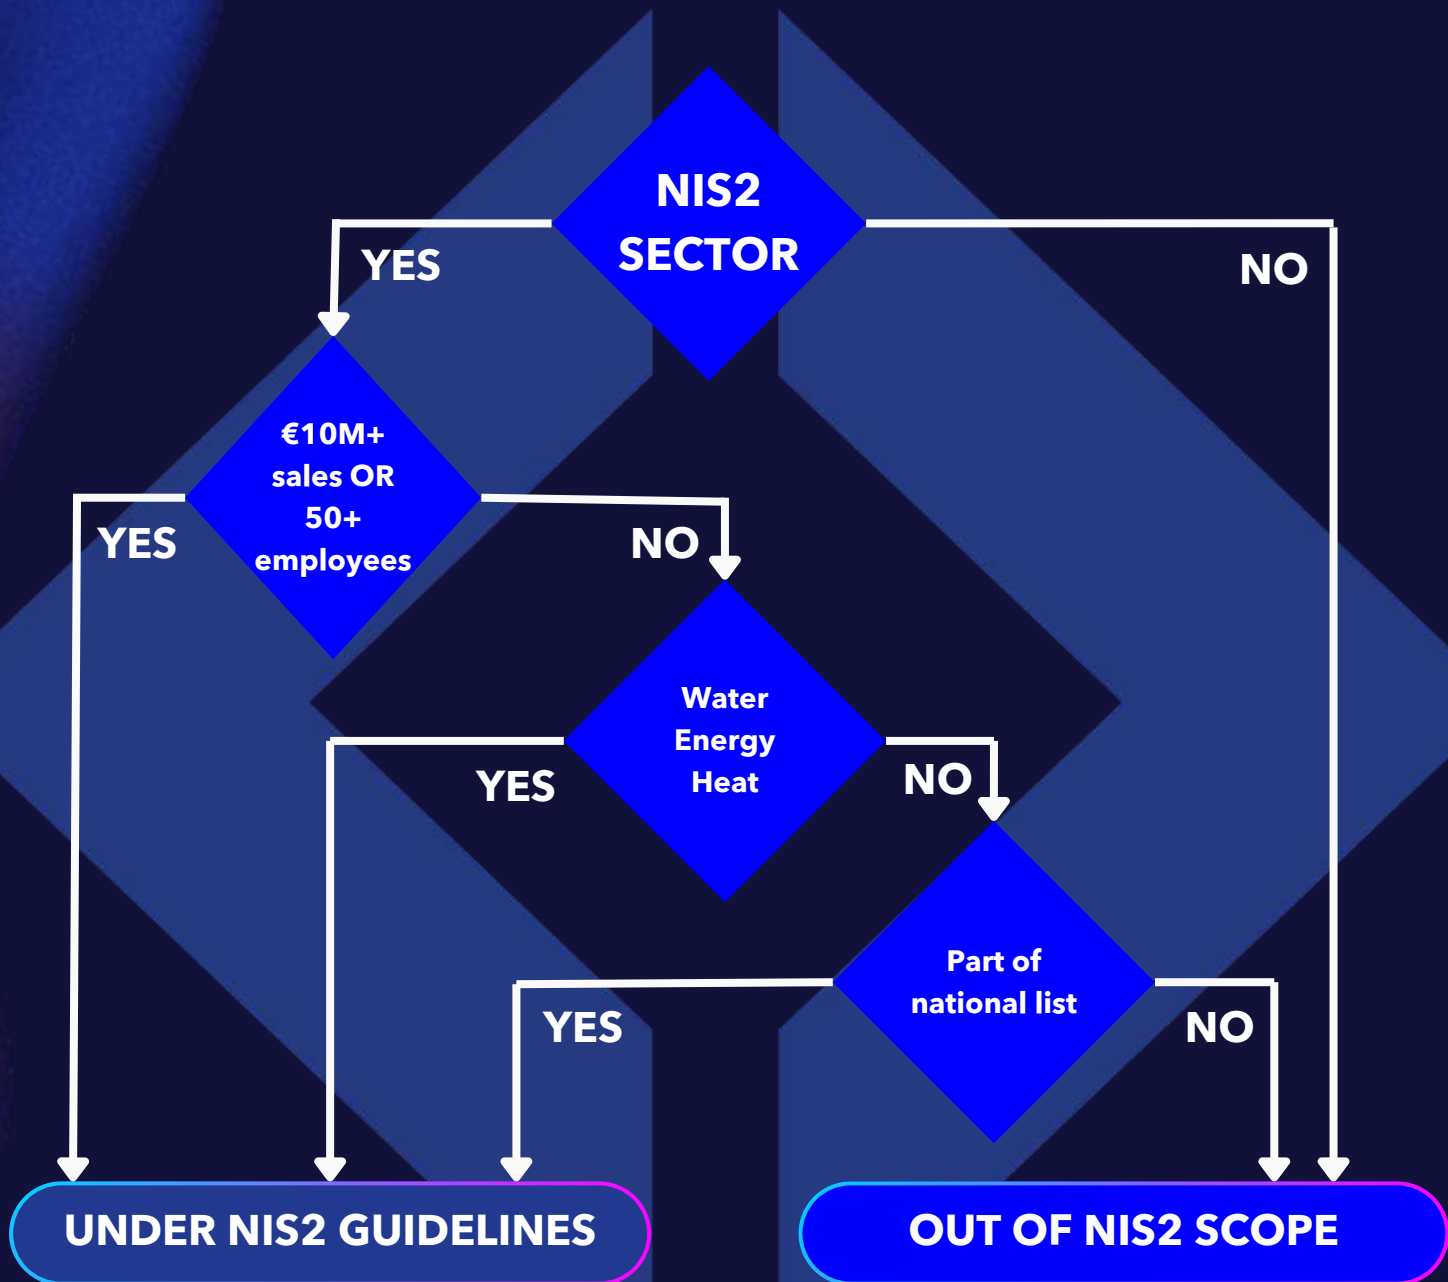 NIS2
SECTOR
YES
NO
€10M+
sales OR
50+
employees
YES
NO
Water
Energy
Heat
YES
NO
Part of
national list
YES
NO
UNDER NIS2 GUIDELINES
OUT OF NIS2 SCOPE